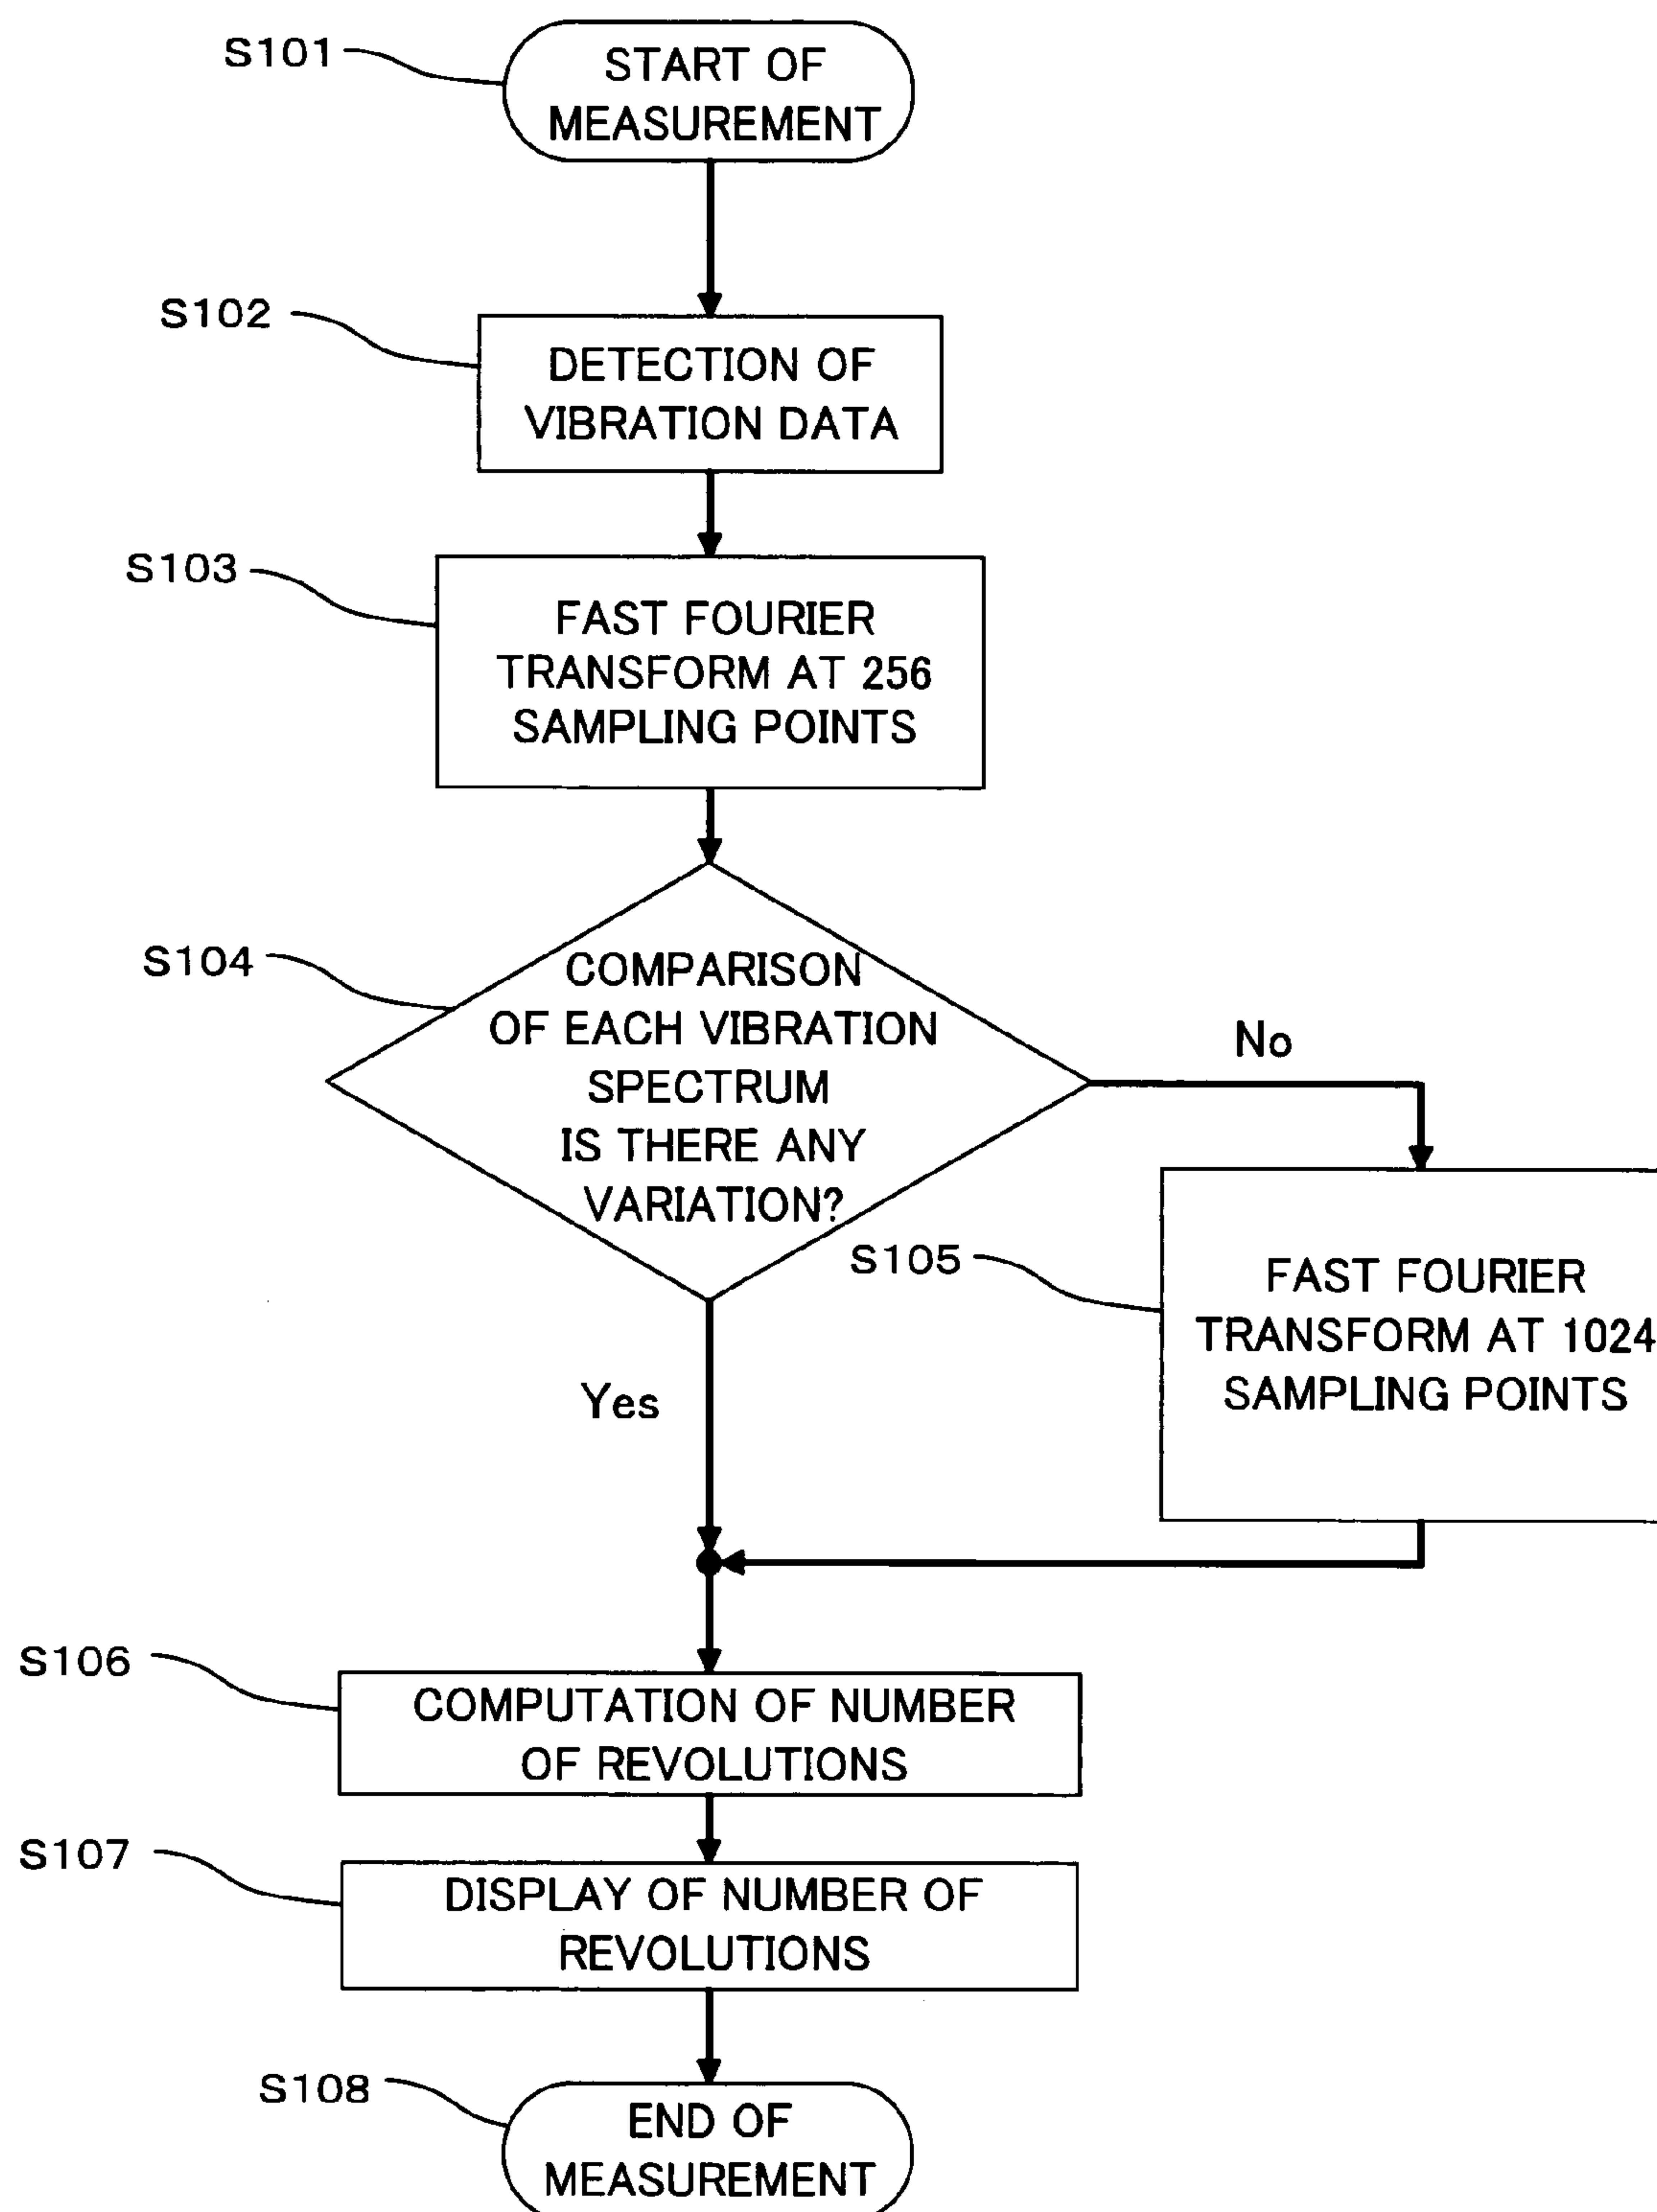 S101
START OF
MEASUREMENT
S102
DETECTION OF
VIBRATION DATA
S103
FAST FOURIER
TRANSFORM AT 256
SAMPLING POINTS
S104
COMPARISON
OF EACH VIBRATION
SPECTRUM
IS THERE ANY
VARIATION?
No
S105
FAST FOURIER
TRANSFORM AT 1024
SAMPLING POINTS
Yes
S106
COMPUTATION OF NUMBER
OF REVOLUTIONS
S107
DISPLAY OF NUMBER OF
REVOLUTIONS
S108
END OF
MEASUREMENT